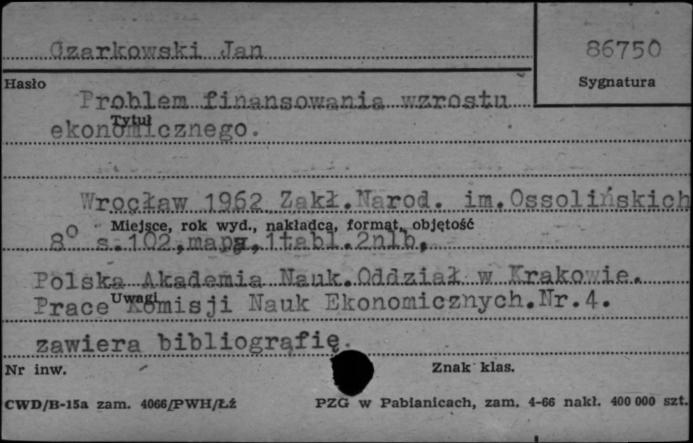 Czarkowski Jan
86750
Hasło
Sygnatura
Problem finansowania wzrostu
Tytuł
ekonomicznego.
Wrocław 1962 Zakł.Narod. im.Ossolińskich
Miejsce, rok wyd., nakładca, format, objętość
8° s.102,mapa,1tabl.2nlb,
Polska Akademia Nauk.Oddział w Krakowie.
Uwagi
Prace Komisji Nauk Ekonomicznych.Nr.4.
zawiera bibliografię.
Nr inw.
Znak klas.
CWD/B-15a zam. 4066/PWH/Łź
PZG w Pabianicach, zam. 4-66 nakł. 400 000 szt.